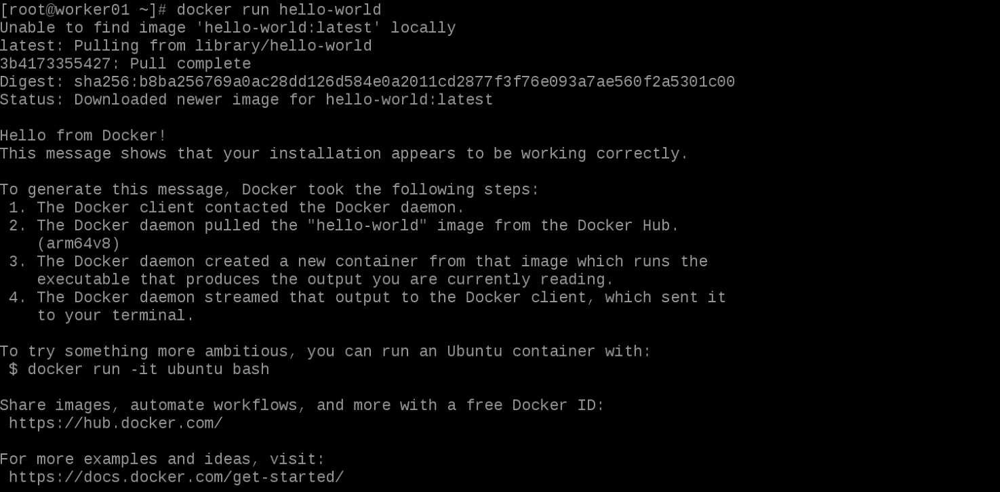 [root@worker01 ~]# docker run hello-world
Unable to find image 'hello-world:latest' locally
latest: Pulling from library/hello-world
3b4173355427: Pull complete
Digest: sha256:b8ba256769a0ac28dd126d584e0a2011cd2877f3f76e093a7ae560f2a5301c00
Status: Downloaded newer image for hello-world:latest

Hello from Docker!
This message shows that your installation appears to be working correctly.

To generate this message, Docker took the following steps:
 1. The Docker client contacted the Docker daemon.
 2. The Docker daemon pulled the "hello-world" image from the Docker Hub.
    (arm64v8)
 3. The Docker daemon created a new container from that image which runs the
    executable that produces the output you are currently reading.
 4. The Docker daemon streamed that output to the Docker client, which sent it
    to your terminal.

To try something more ambitious, you can run an Ubuntu container with:
 $ docker run -it ubuntu bash

Share images, automate workflows, and more with a free Docker ID:
 https://hub.docker.com/

For more examples and ideas, visit:
 https://docs.docker.com/get-started/